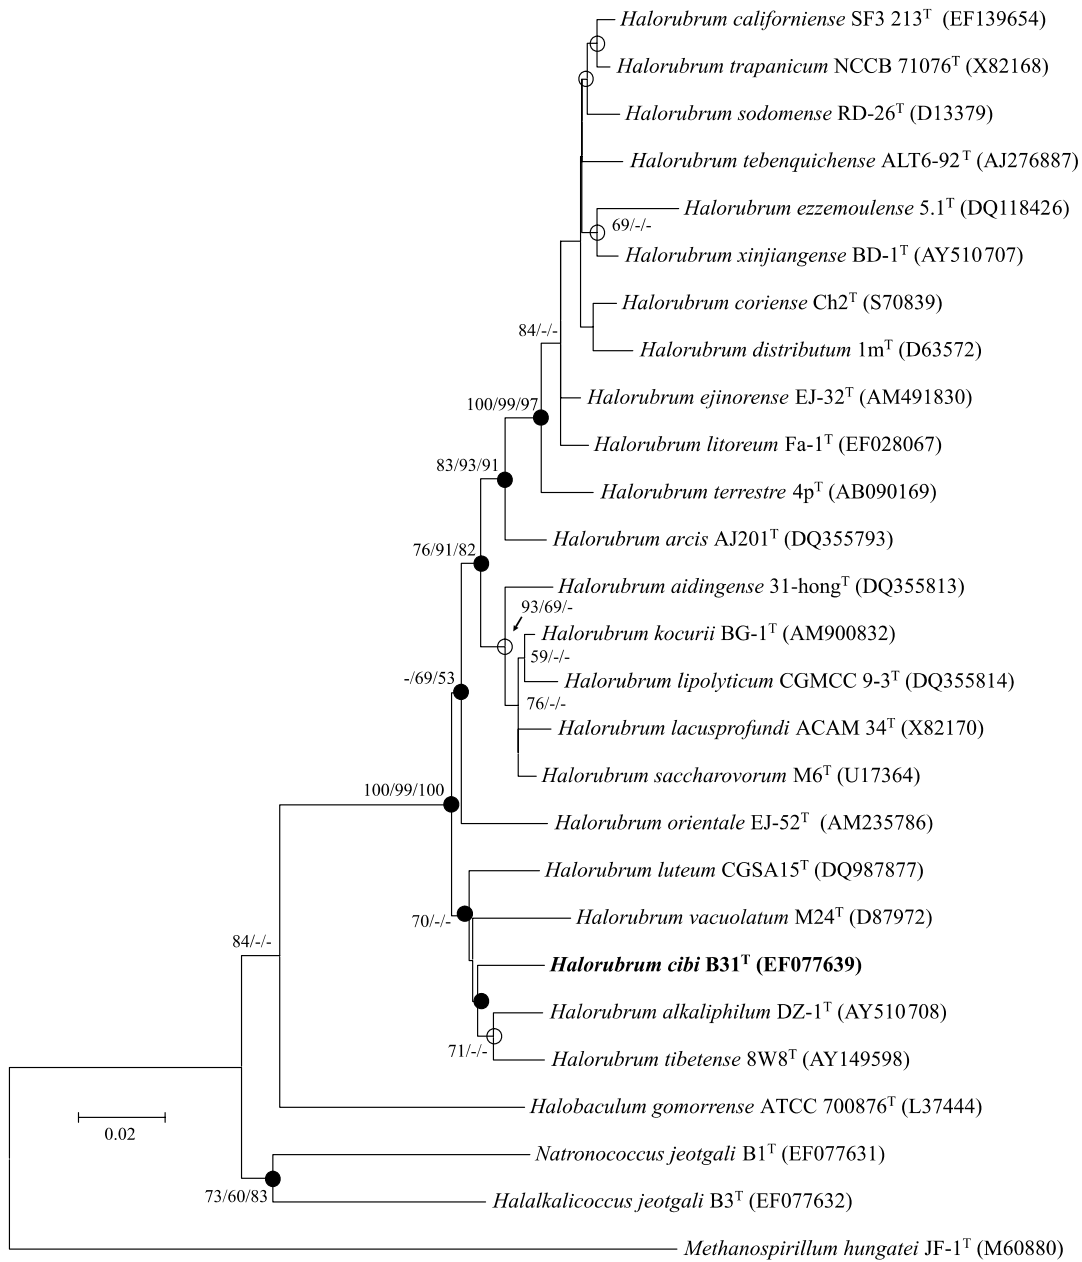 Halorubrum californiense SF3 213T (EF139654)
Halorubrum trapanicum NCCB 71076T (X82168)
Halorubrum sodomense RD-26T (D13379)
Halorubrum tebenquichense ALT6-92T (AJ276887)
Halorubrum ezzemoulense 5.1T (DQ118426)
69/-/-
Halorubrum xinjiangense BD-1T (AY510707)
Halorubrum coriense Ch2T (S70839)
84/-/-
Halorubrum distributum 1mT (D63572)
Halorubrum ejinorense EJ-32T (AM491830)
100/99/97
Halorubrum litoreum Fa-1T (EF028067)
83/93/91
Halorubrum terrestre 4pT (AB090169)
Halorubrum arcis AJ201T (DQ355793)
76/91/82
Halorubrum aidingense 31-hongT (DQ355813)
93/69/-
Halorubrum kocurii BG-1T (AM900832)
59/-/-
-/69/53
Halorubrum lipolyticum CGMCC 9-3T (DQ355814)
76/-/-
Halorubrum lacusprofundi ACAM 34T (X82170)
Halorubrum saccharovorum M6T (U17364)
100/99/100
Halorubrum orientale EJ-52T (AM235786)
Halorubrum luteum CGSA15T (DQ987877)
70/-/-
Halorubrum vacuolatum M24T (D87972)
84/-/-
Halorubrum cibi B31T (EF077639)
Halorubrum alkaliphilum DZ-1T (AY510708)
71/-/-
Halorubrum tibetense 8W8T (AY149598)
Halobaculum gomorrense ATCC 700876T (L37444)
0.02
Natronococcus jeotgali B1T (EF077631)
73/60/83
Halalkalicoccus jeotgali B3T (EF077632)
Methanospirillum hungatei JF-1T (M60880)